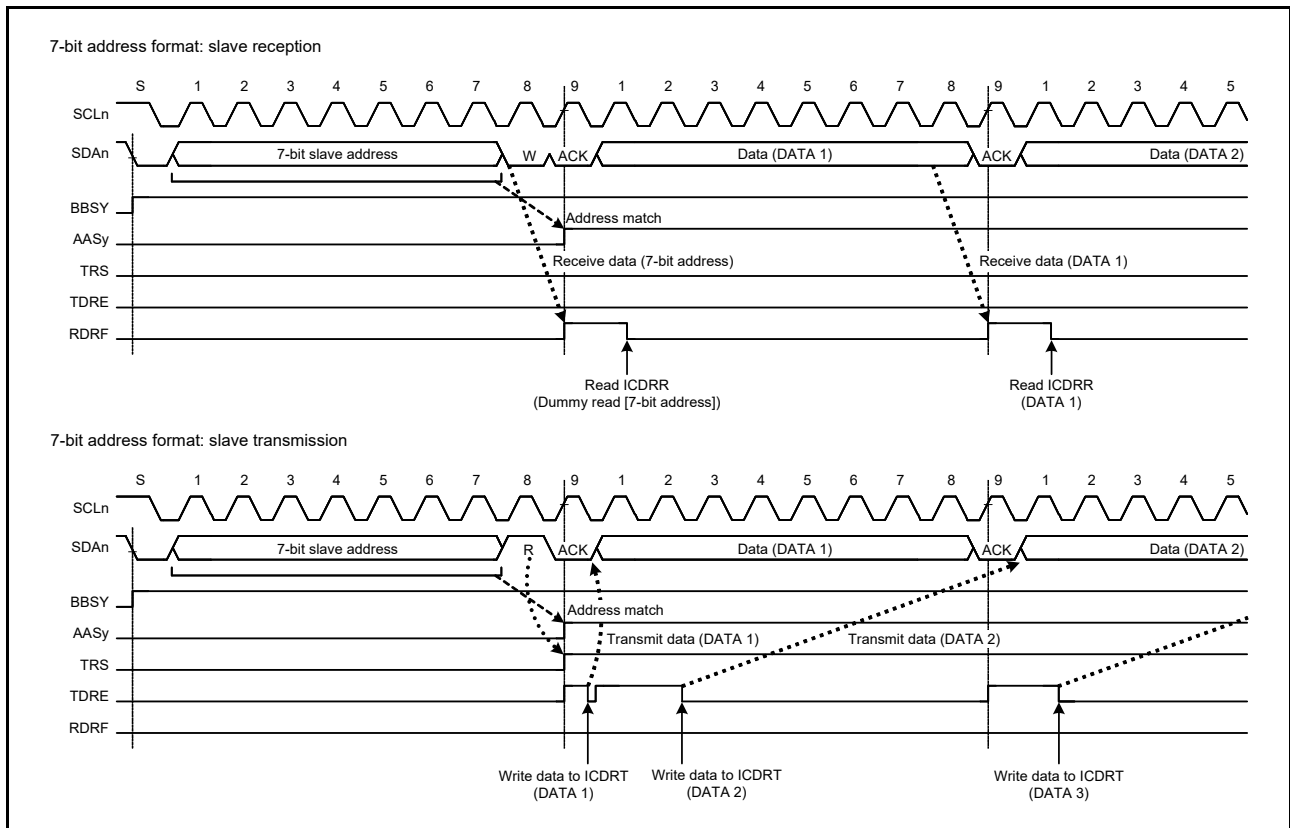 7-bit address format: slave reception
S 1 2 3 4 5 6 7 8 9 1 2 3 4 5 6 7 8 9 1 2 3 4 5
SCLn
SDAn 7-bit slave address W ACK Data (DATA 1) ACK Data (DATA 2)
BBSY
Address match
AASy
Receive data (7-bit address) Receive data (DATA 1)
TRS
TDRE
RDRF
Read ICDRR Read ICDRR
(Dummy read [7-bit address]) (DATA 1)
7-bit address format: slave transmission
S 1 2 3 4 5 6 7 8 9 1 2 3 4 5 6 7 8 9 1 2 3 4 5
SCLn
SDAn 7-bit slave address R ACK Data (DATA 1) ACK Data (DATA 2)
BBSY
Address match
AASy
Transmit data (DATA 1) Transmit data (DATA 2)
TRS
TDRE
RDRF
Write data to ICDRT Write data to ICDRT Write data to ICDRT
(DATA 1) (DATA 2) (DATA 3)